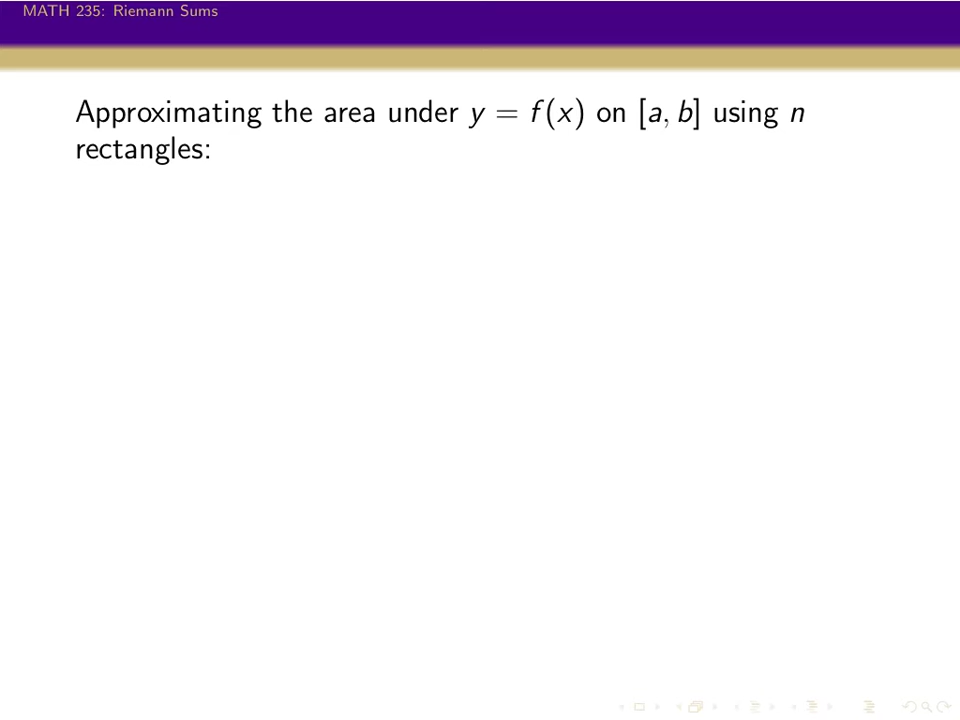 MATH 235: Riemann Sums
Approximating the area under y = f(x) on [a, b] using n
rectangles: